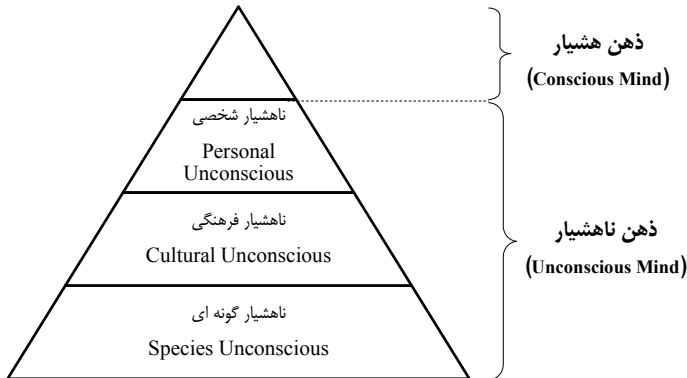 ذهن هشیار
(Conscious Mind)
ناهشیار شخصی
Personal
Unconscious
ناهشیار فرهنگی
Cultural Unconscious
ذهن ناهشیار
(Unconscious Mind)
ناهشیار گونه ای
Species Unconscious